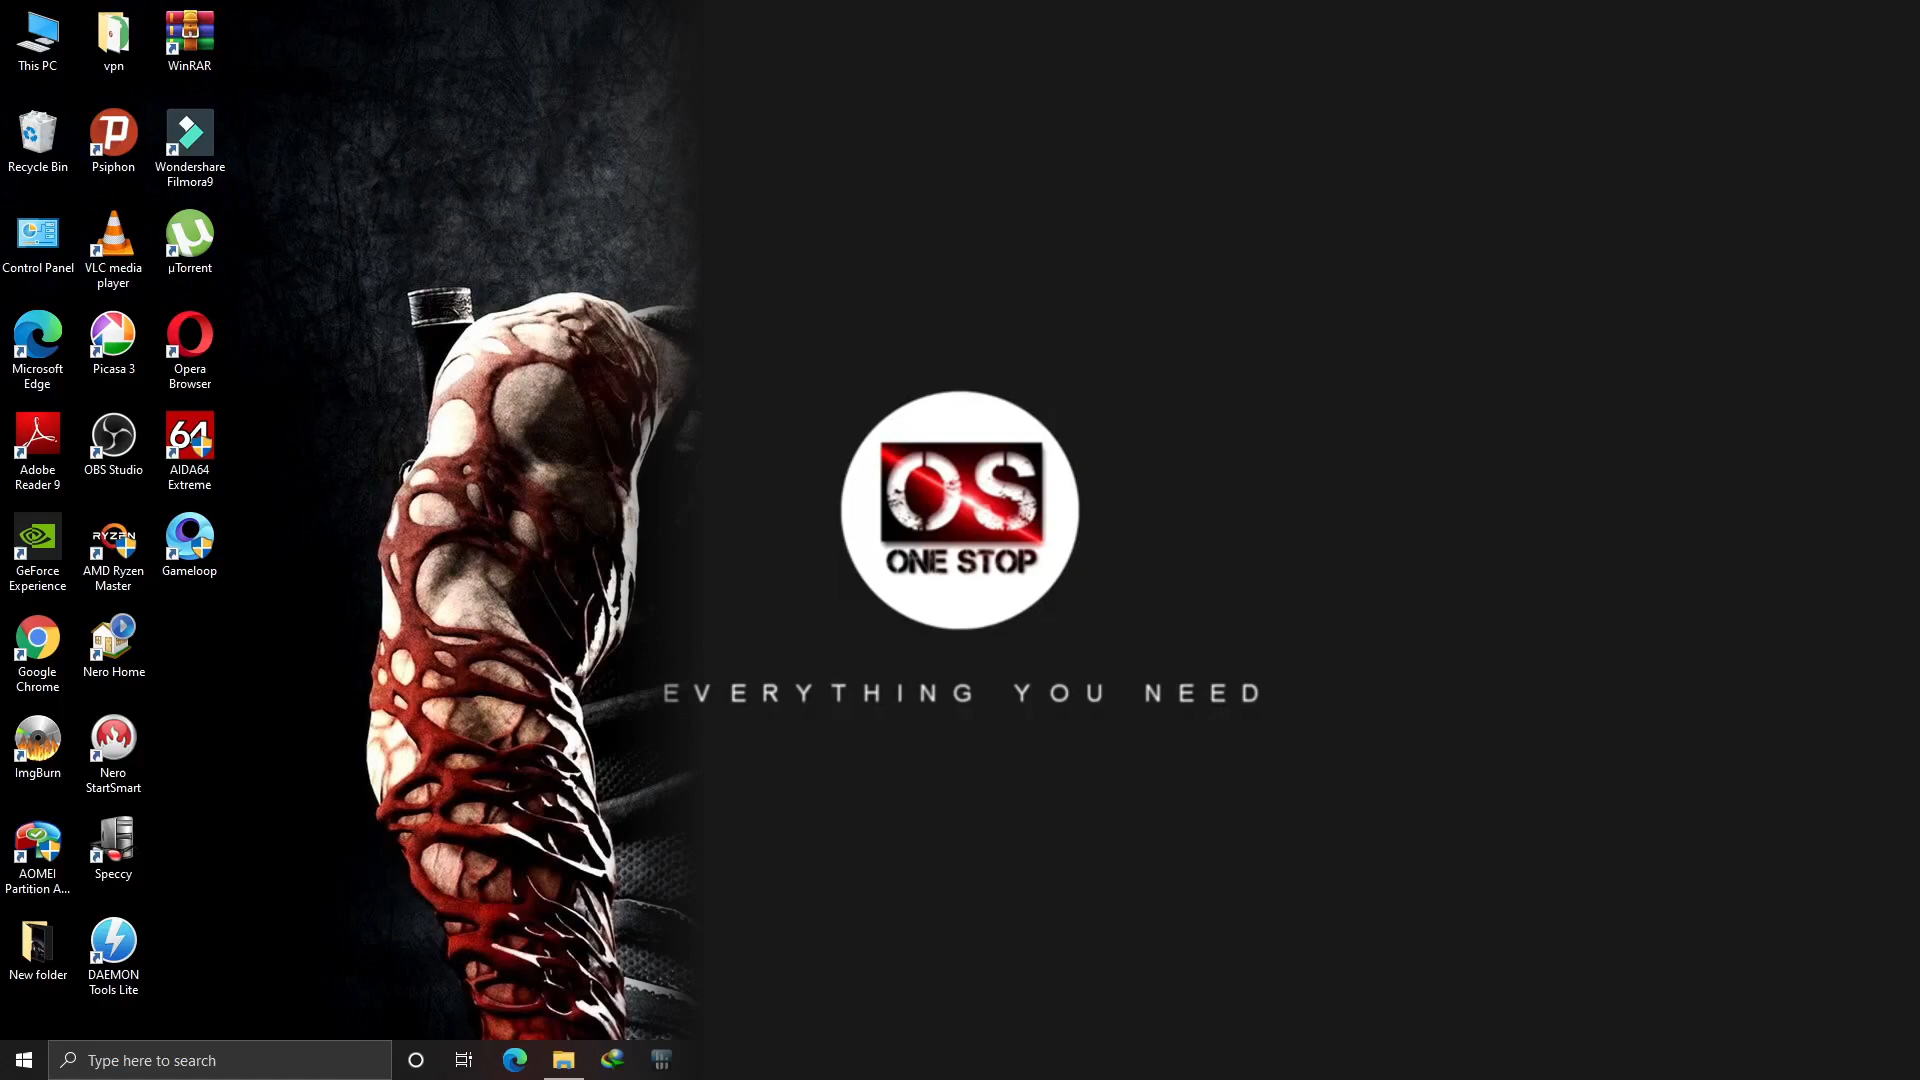 This PC
vpn
WinRAR
Recycle Bin
Psiphon
Wondershare
Filmora9
Control Panel
VLC media
player
µTorrent
Microsoft
Edge
Picasa 3
Opera
Browser
Adobe
Reader 9
OBS Studio
64
AIDA64
Extreme
GeForce
Experience
RYZEN
AMD Ryzen
Master
Gameloop
Google
Chrome
Nero Home
ImgBurn
Nero
StartSmart
AOMEI
Partition A...
Speccy
New folder
DAEMON
Tools Lite
OS
ONE STOP
EVERYTHING YOU NEED
Type here to search